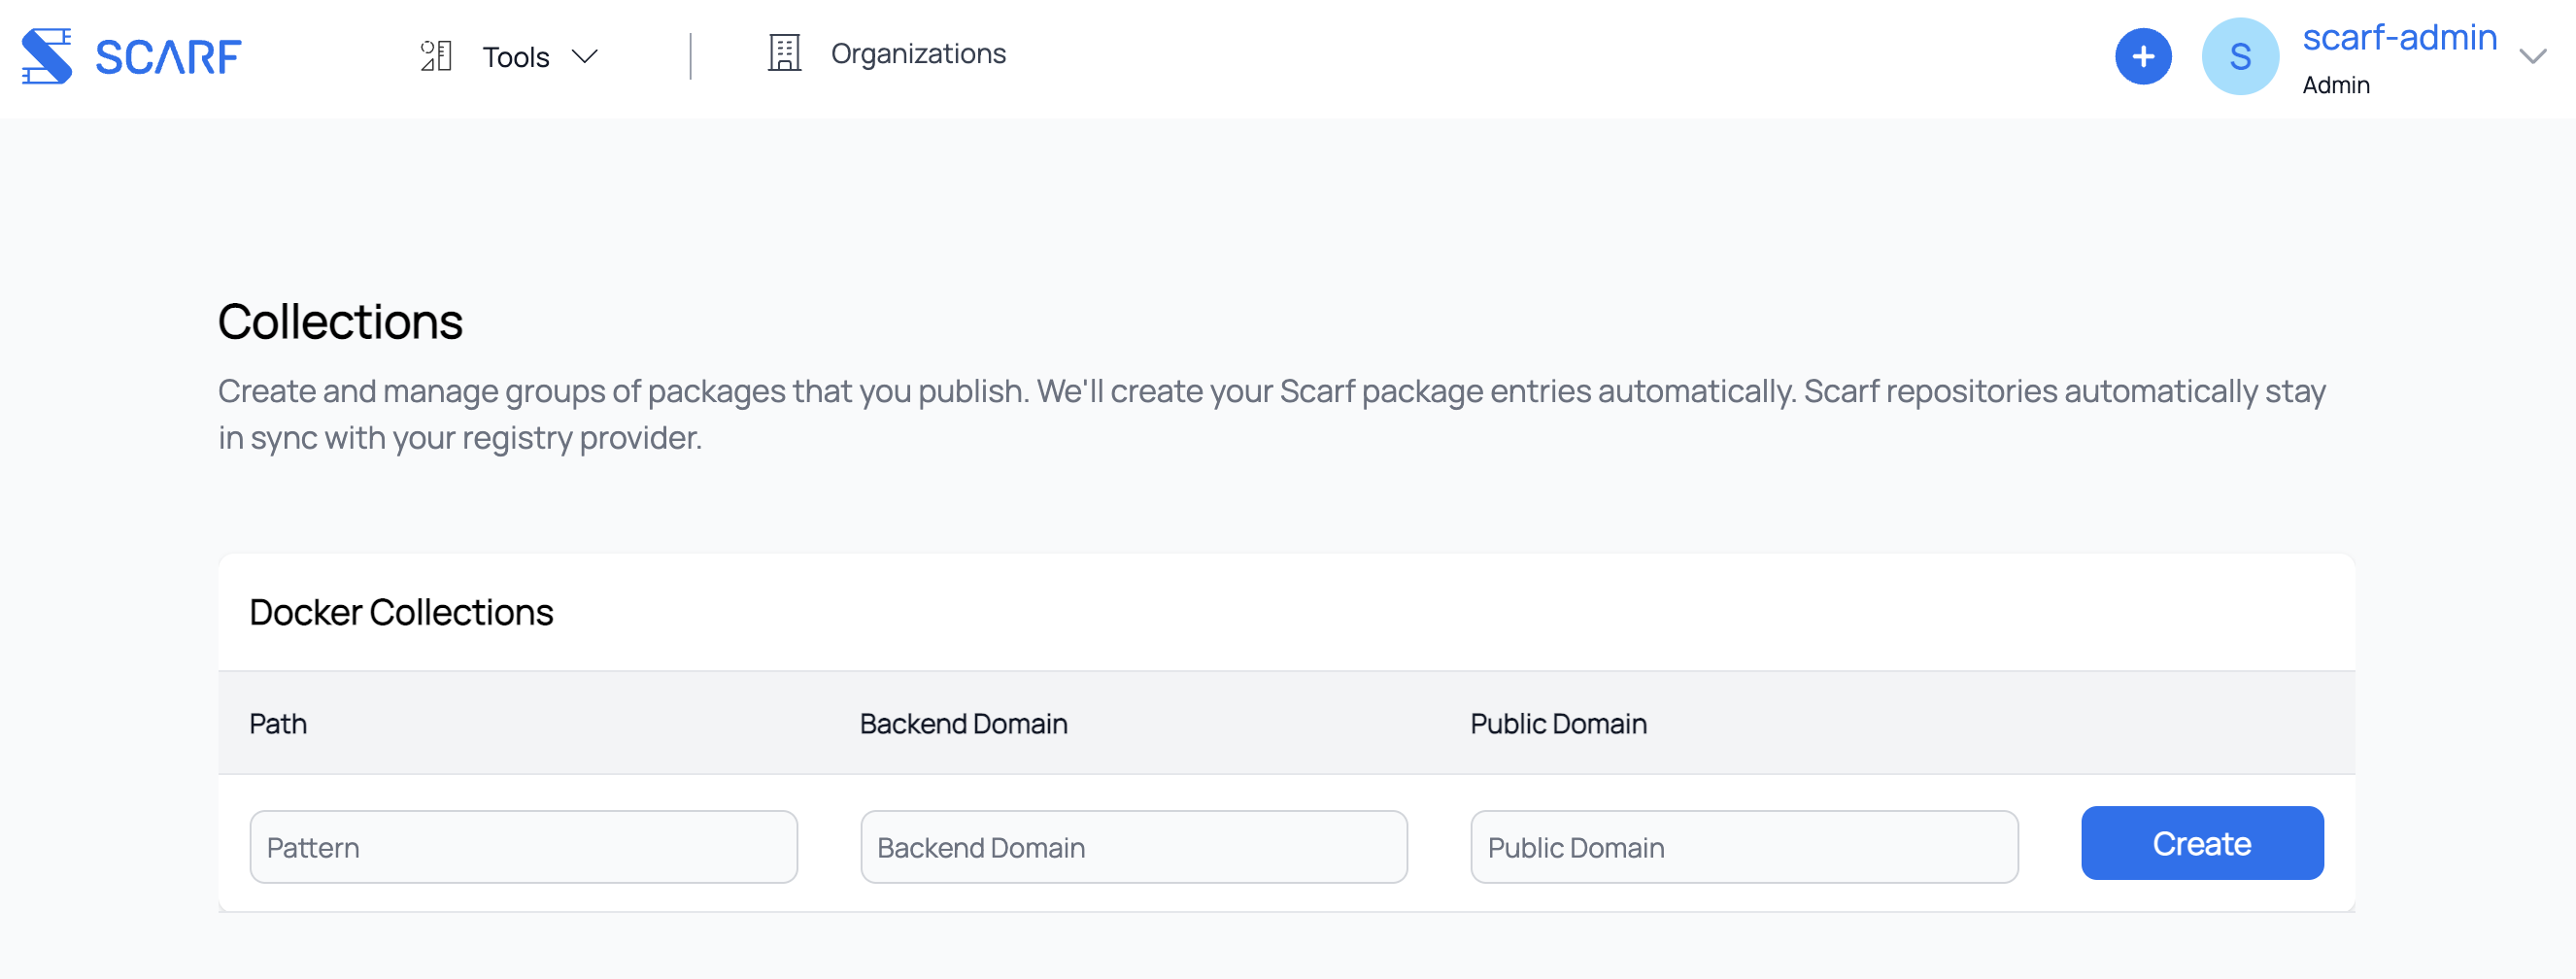 SCARF
Tools
Organizations
S
scarf-admin
Admin
Collections
Create and manage groups of packages that you publish. We'll create your Scarf package entries automatically. Scarf repositories automatically stay
in sync with your registry provider.
Docker Collections
Path
Backend Domain
Public Domain
Pattern
Backend Domain
Public Domain
Create